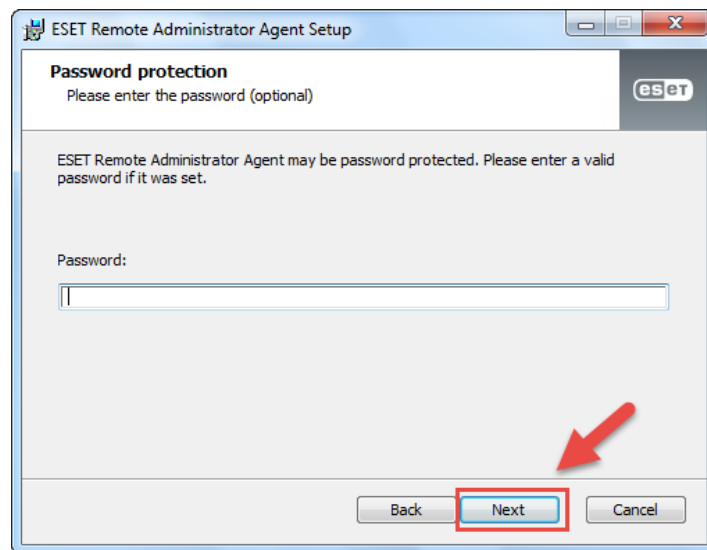 ESET Remote Administrator Agent Setup
Password protection
Please enter the password (optional)
eset
ESET Remote Administrator Agent may be password protected. Please enter a valid
password if it was set.
Password:
Back Next Cancel